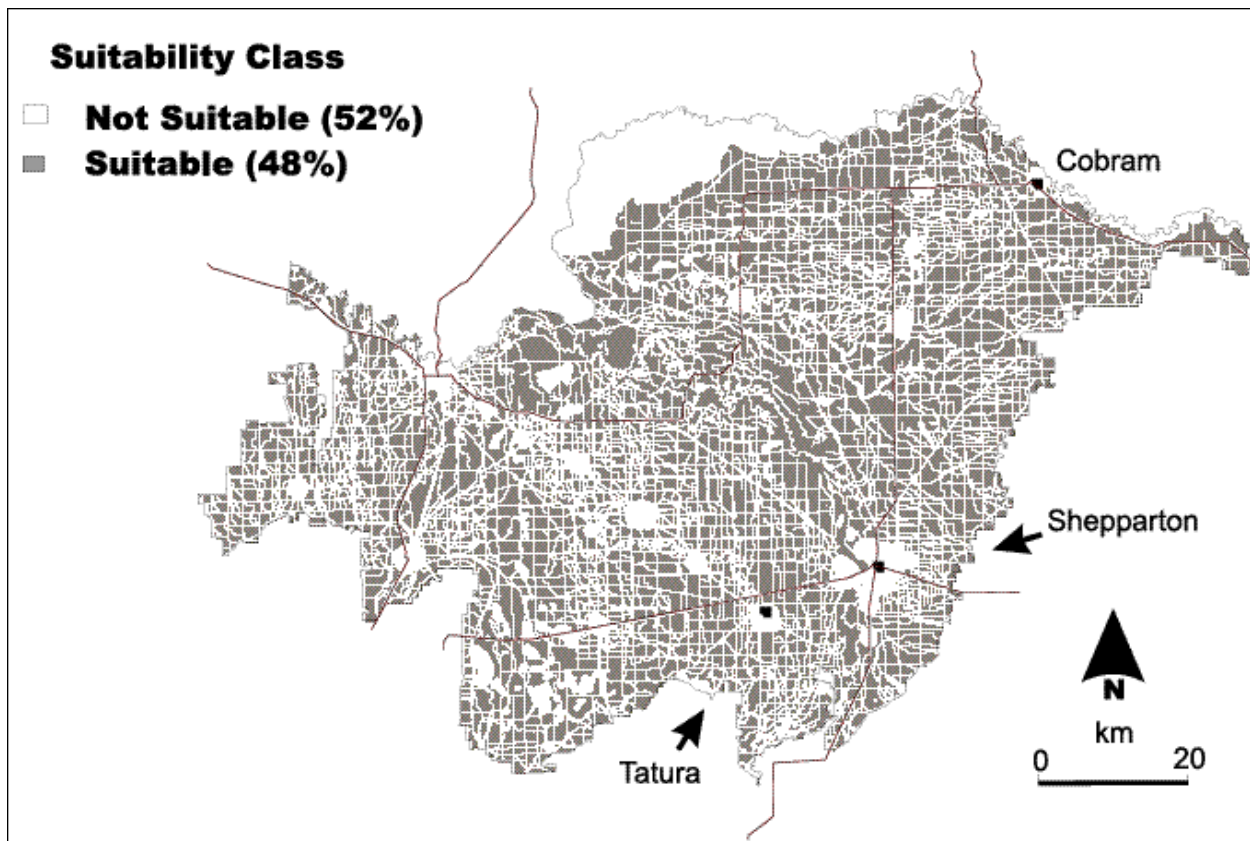 Suitability Class
Not Suitable (52%)
Suitable (48%)
Cobram
Shepparton
Tatura
N
km
0 20